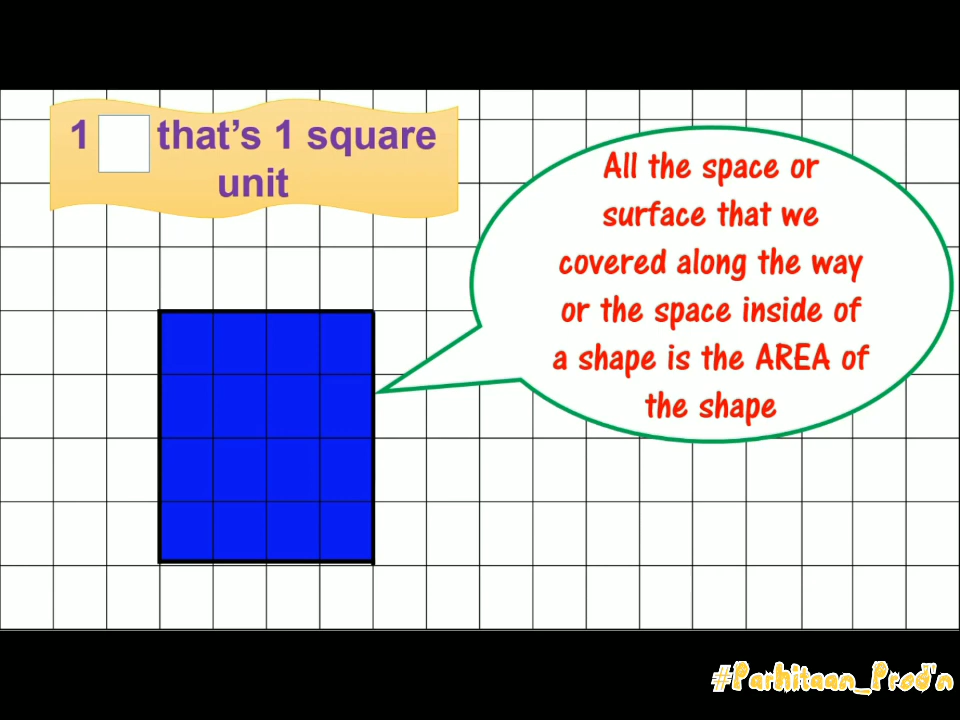 1 that’s 1 square
unit
All the space or
surface that we
covered along the way
or the space inside of
a shape is the AREA of
the shape
#Parhitaan_Prod'n